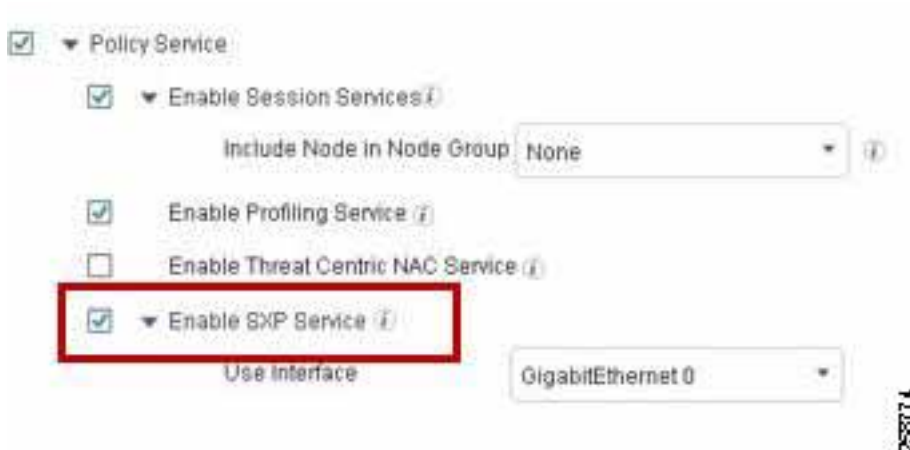 Policy Service
Enable Session Services
Include Node in Node Group None
Enable Profiling Service
Enable Threat Centric NAC Service
Enable SXP Service
Use Interface GigabitEthernet 0